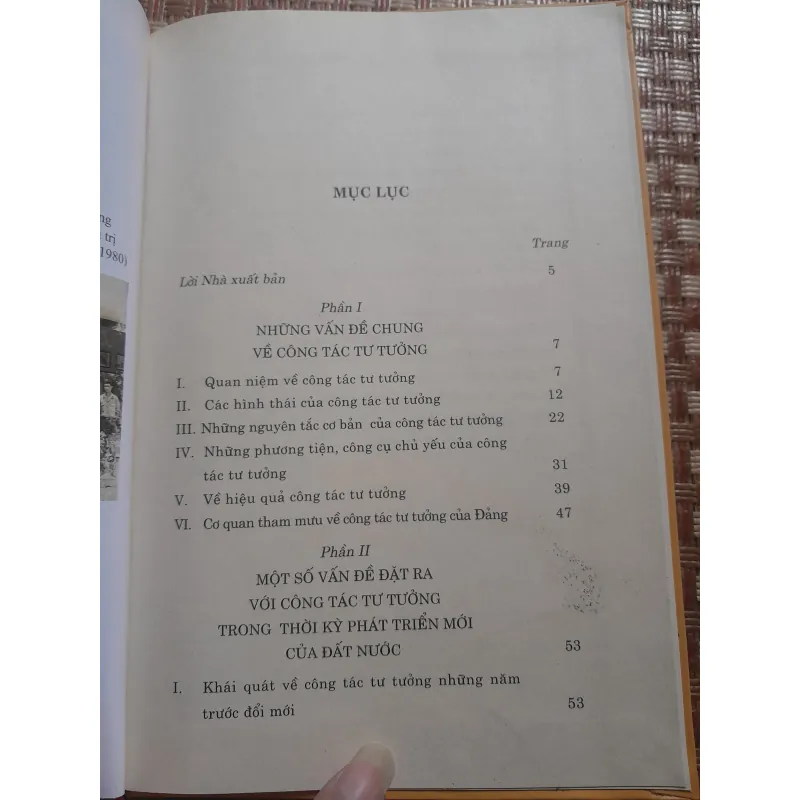 ng
trị
1980)
MỤC LỤC
Trang
Lời Nhà xuất bản 5
Phần I
NHỮNG VẤN ĐỀ CHUNG
VỀ CÔNG TÁC TƯ TƯỞNG 7
I. Quan niệm về công tác tư tưởng 7
II. Các hình thái của công tác tư tưởng 12
III. Những nguyên tắc cơ bản của công tác tư tưởng 22
IV. Những phương tiện, công cụ chủ yếu của công
tác tư tưởng 31
V. Về hiệu quả công tác tư tưởng 39
VI. Cơ quan tham mưu về công tác tư tưởng của Đảng 47
Phần II
MỘT SỐ VẤN ĐỀ ĐẶT RA
VỚI CÔNG TÁC TƯ TƯỞNG
TRONG THỜI KỲ PHÁT TRIỂN MỚI
CỦA ĐẤT NƯỚC 53
I. Khái quát về công tác tư tưởng những năm
trước đổi mới 53